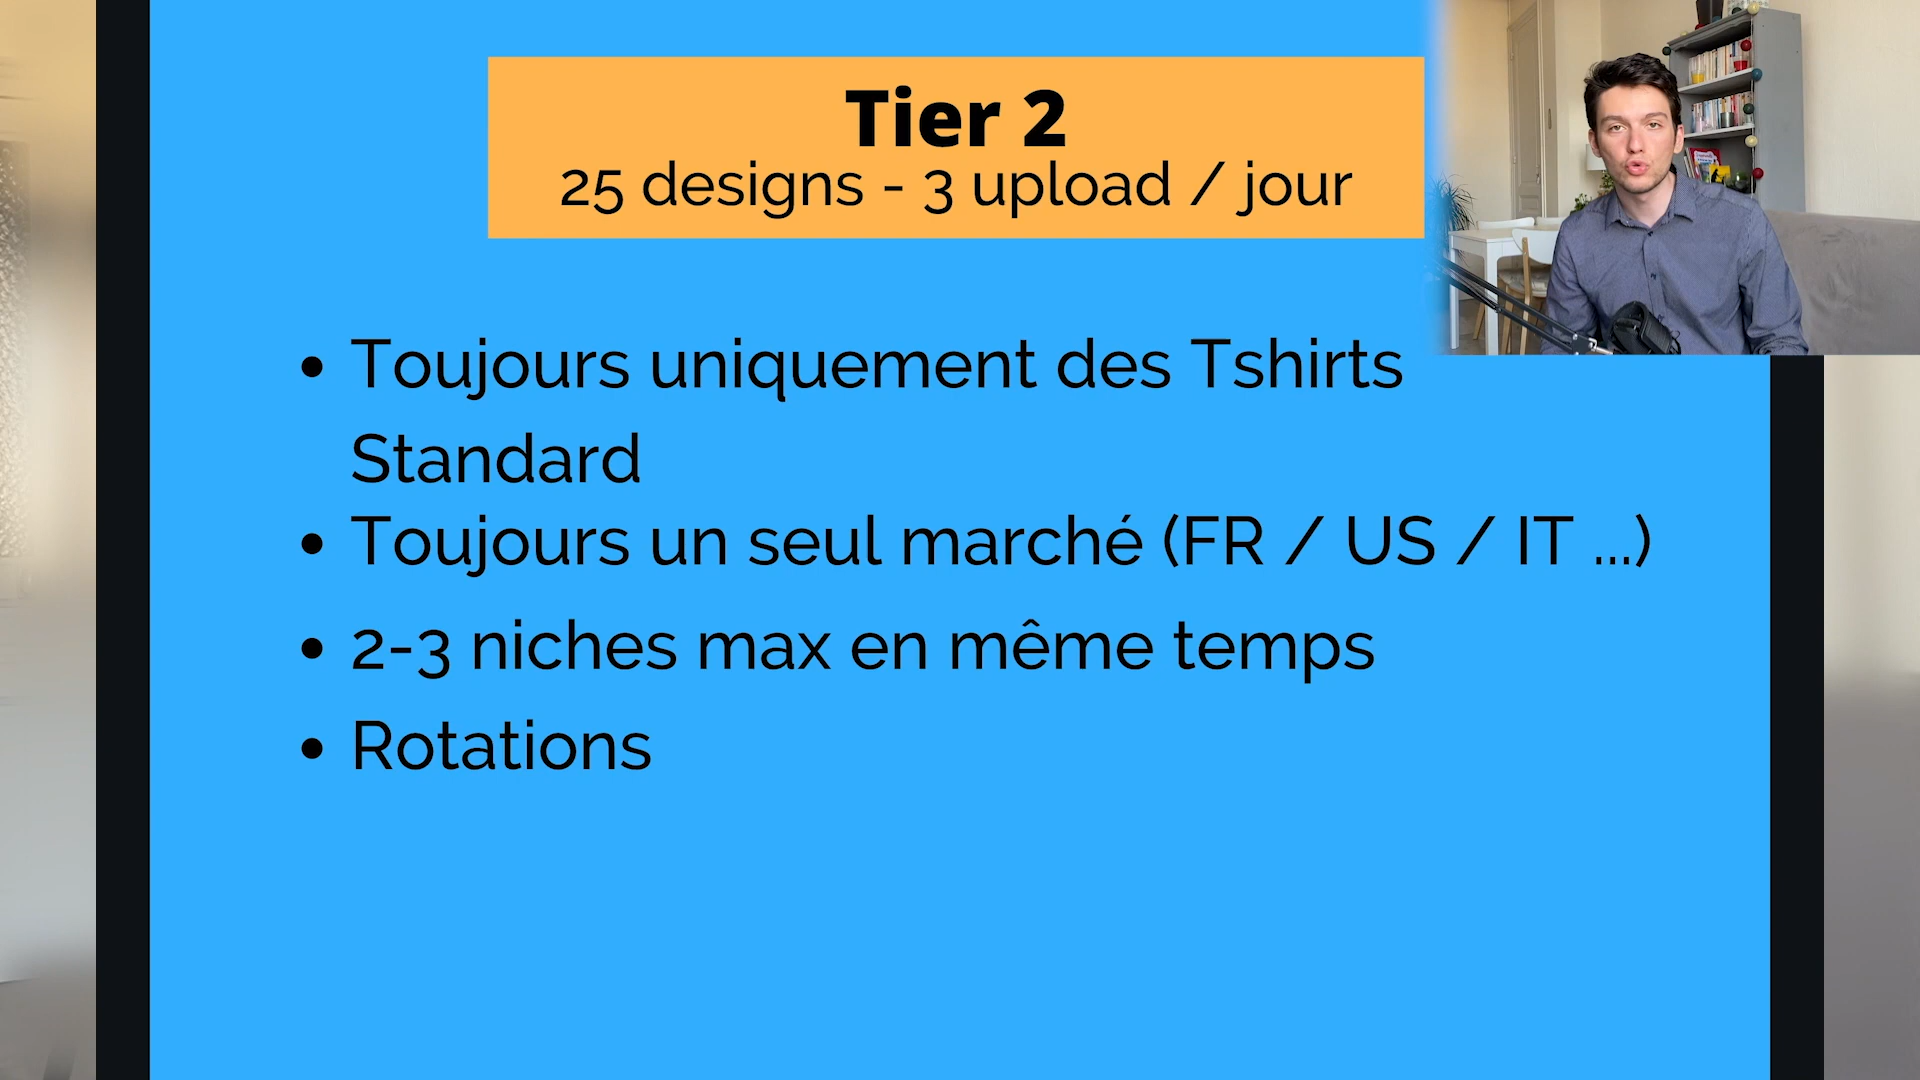 Tier 2
25 designs - 3 upload / jour
• Toujours uniquement des Tshirts
Standard
• Toujours un seul marché (FR / US / IT ...)
• 2-3 niches max en même temps
• Rotations